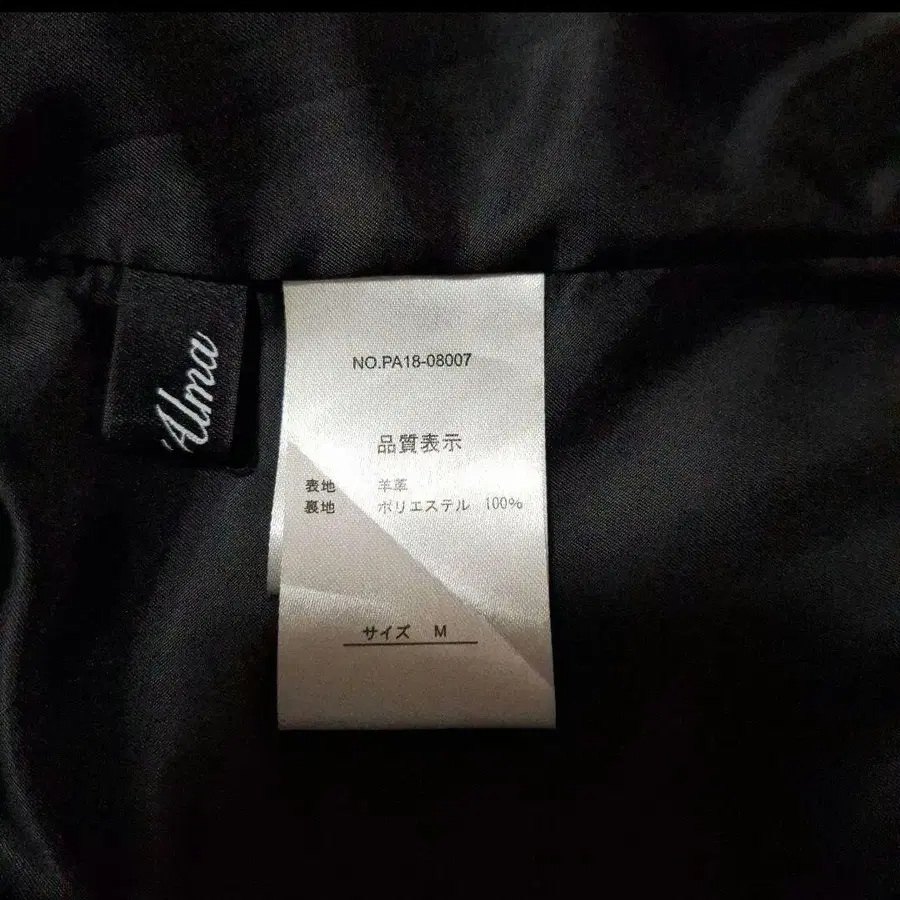 Alma
NO.PA18-08007
品質表示
表地 羊革
裏地 ポリエステル 100%
サイズ M